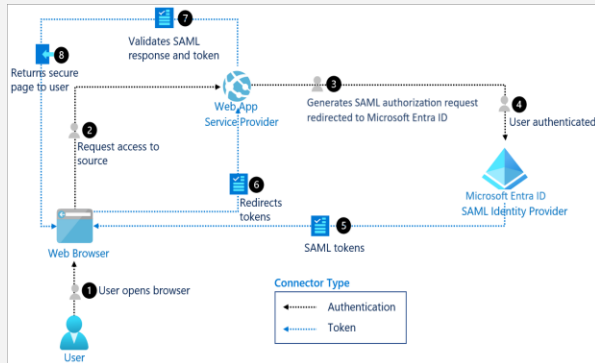 7
Validates SAML
response and token
8
Returns secure
page to user
Web App
Service Provider
3
Generates SAML authorization request
redirected to Microsoft Entra ID
4
User authenticated
2
Request access to
source
6
Redirects
tokens
Microsoft Entra ID
SAML Identity Provider
5
SAML tokens
Web Browser
1 User opens browser
User
Connector Type
Authentication
Token